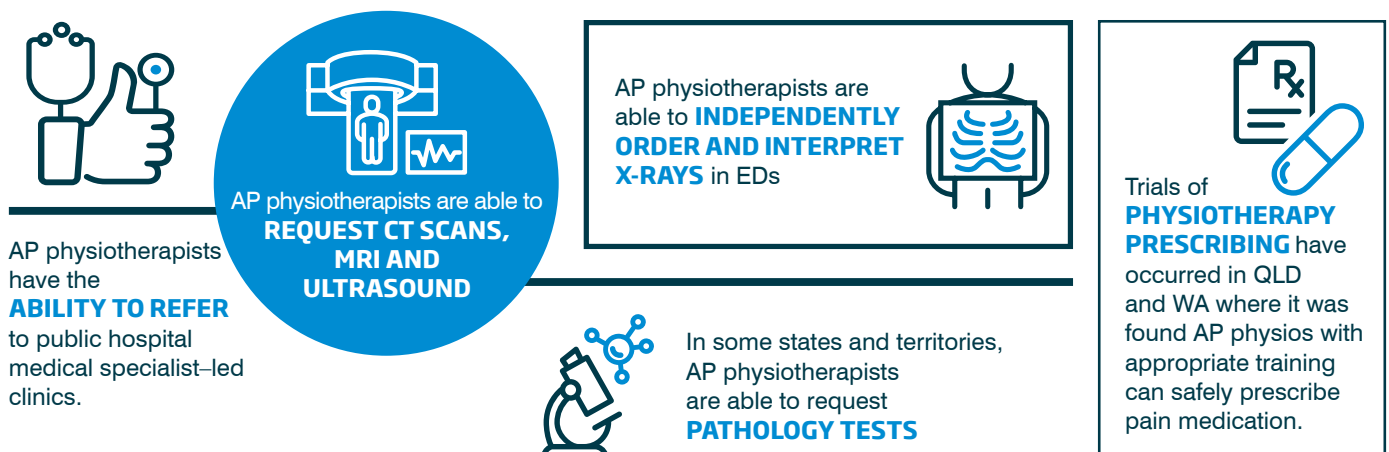 AP physiotherapists
have the
ABILITY TO REFER
to public hospital
medical specialist–led
clinics.
AP physiotherapists are able to
REQUEST CT SCANS,
MRI AND
ULTRASOUND
AP physiotherapists are
able to INDEPENDENTLY
ORDER AND INTERPRET
X-RAYS in EDs
In some states and territories,
AP physiotherapists
are able to request
PATHOLOGY TESTS
Rx
Trials of
PHYSIOTHERAPY
PRESCRIBING have
occurred in QLD
and WA where it was
found AP physios with
appropriate training
can safely prescribe
pain medication.